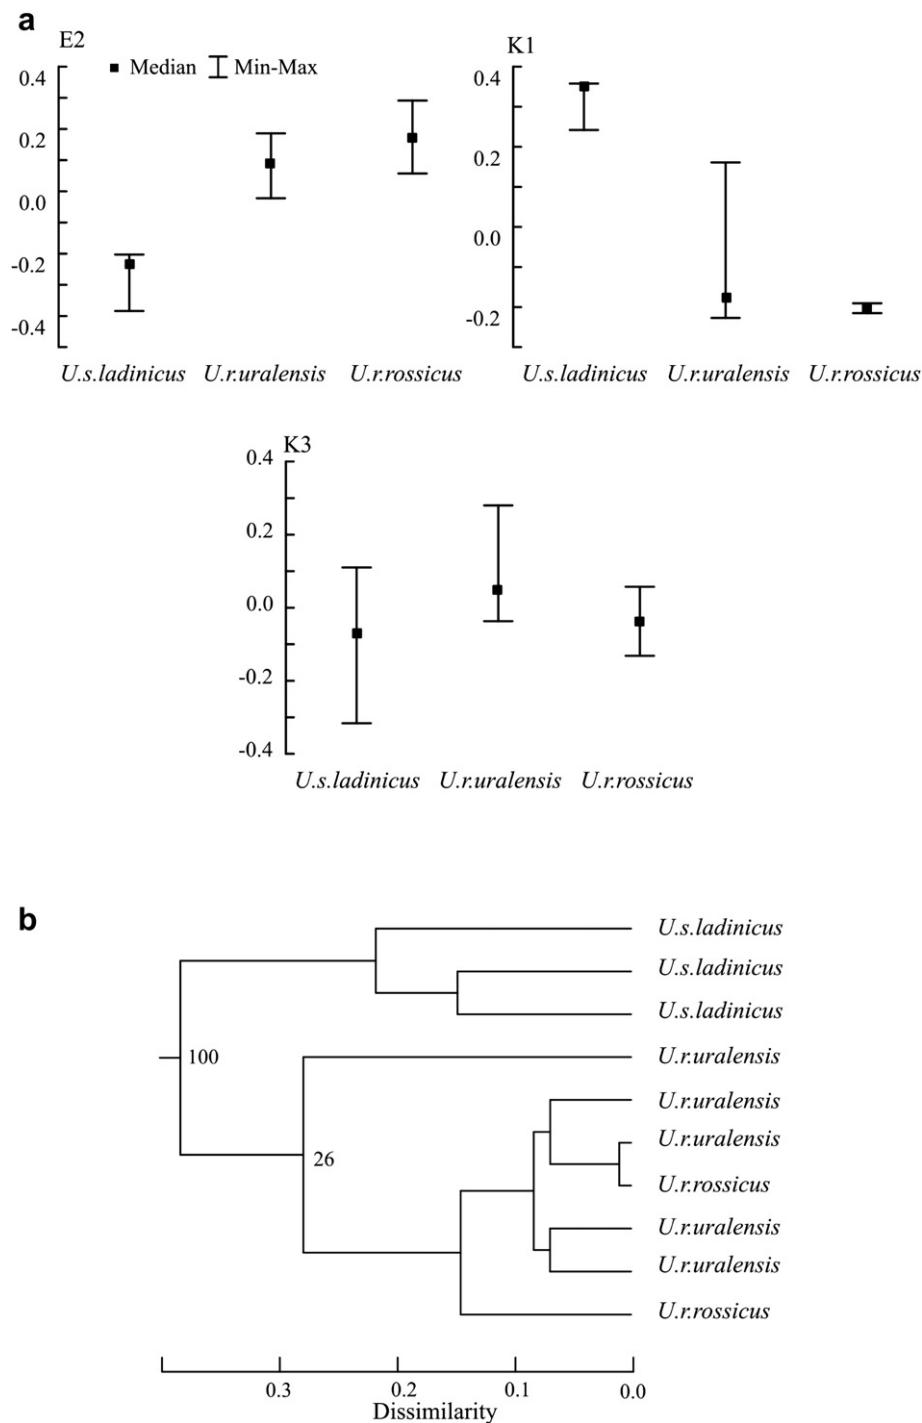 a
E2
Median Min-Max
0.4
0.2
0.0
-0.2
-0.4
U.s.ladinicus U.r.uralensis U.r.rossicus
K1
0.4
0.2
0.0
-0.2
U.s.ladinicus U.r.uralensis U.r.rossicus
K3
0.4
0.2
0.0
-0.2
-0.4
U.s.ladinicus U.r.uralensis U.r.rossicus
b
U.s.ladinicus
U.s.ladinicus
U.s.ladinicus
U.r.uralensis
100
U.r.uralensis
U.r.uralensis
26
U.r.rossicus
U.r.uralensis
U.r.uralensis
U.r.rossicus
0.3 0.2 0.1 0.0
Dissimilarity